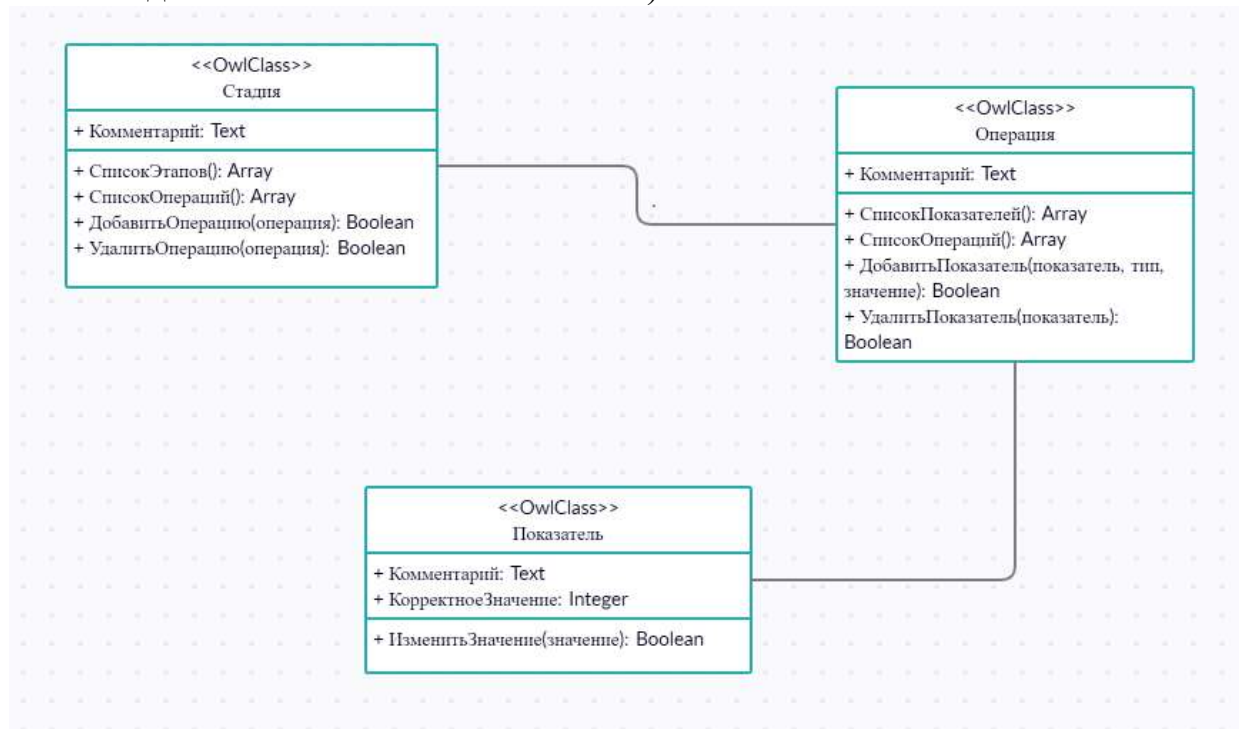 <<OwlClass>>
Стадия
+ Комментарий: Text
+ СписокЭтапов(): Array
+ СписокОпераций(): Array
+ ДобавитьОперацию(операция): Boolean
+ УдалитьОперацию(операция): Boolean
<<OwlClass>>
Операция
+ Комментарий: Text
+ СписокПоказателей(): Array
+ СписокОпераций(): Array
+ ДобавитьПоказатель(показатель, тип,
значение): Boolean
+ УдалитьПоказатель(показатель):
Boolean
<<OwlClass>>
Показатель
+ Комментарий: Text
+ КорректноеЗначение: Integer
+ ИзменитьЗначение(значение): Boolean